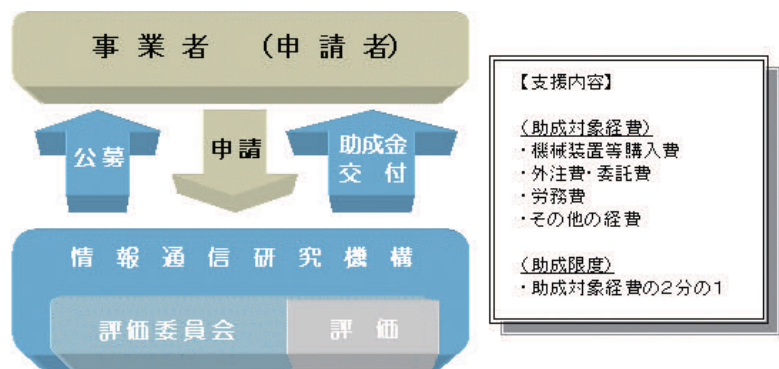 事業者 （申請者）
公募
申請
助成金
交付
情報通信研究機構
評価委員会
評価
【支援内容】
（助成対象経費）
・機械装置等購入費
・外注費・委託費
・労務費
・その他の経費
（助成限度）
・助成対象経費の２分の１